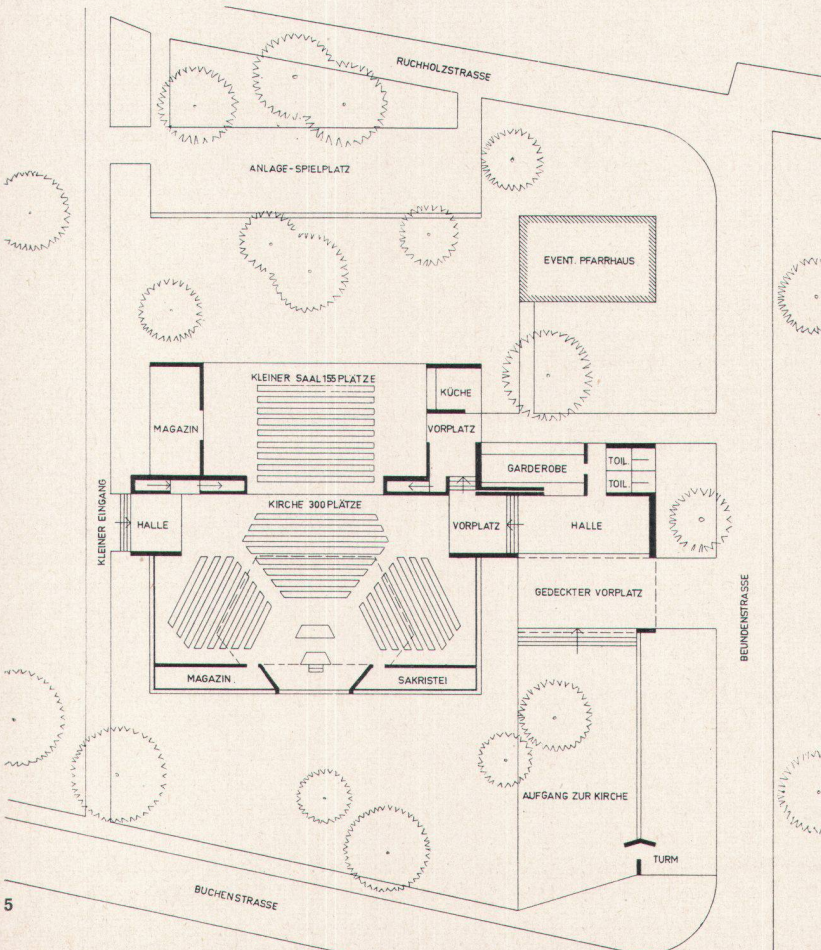 RUCHHOLZSTRASSE
ANLAGE-SPIELPLATZ
EVENT. PFARRHAUS
KLEINER SAAL 155 PLÄTZE
KÜCHE
MAGAZIN
VORPLATZ
GARDEROBE
TOIL.
TOIL.
KLEINER EINGANG
KIRCHE 300 PLÄTZE
HALLE
VORPLATZ
HALLE
GEDECKTER VORPLATZ
BEUNDENSTRASSE
MAGAZIN.
SAKRISTEI
AUFGANG ZUR KIRCHE
TURM
BUCHENSTRASSE
5